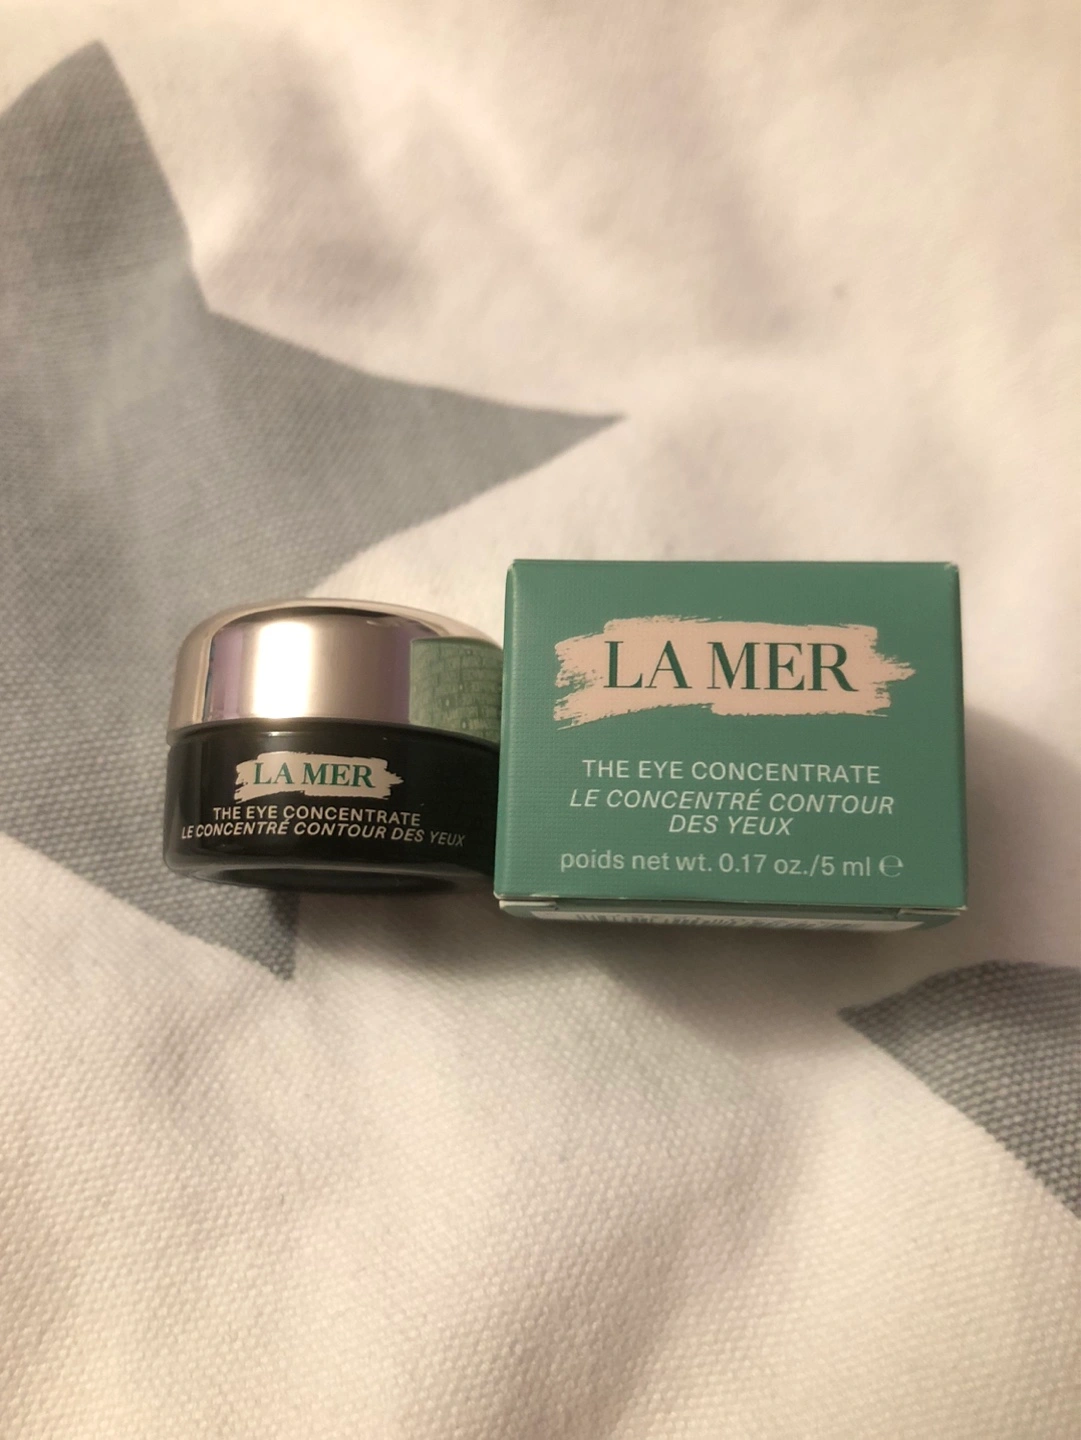 LA MER
THE EYE CONCENTRATE
LE CONCENTRÉ CONTOUR DES YEUX
LA MER
THE EYE CONCENTRATE
LE CONCENTRÉ CONTOUR
DES YEUX
poids net wt. 0.17 oz./5 ml ℮